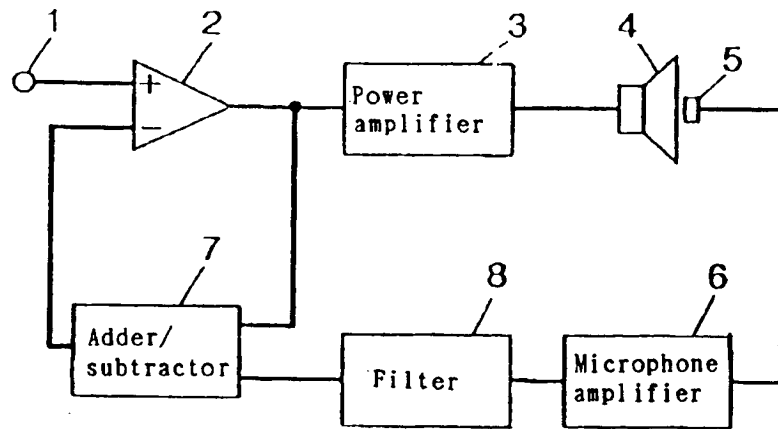 1
2
3
4
5
+
-
Power
amplifier
7
8
6
Adder/
subtractor
Filter
Microphone
amplifier